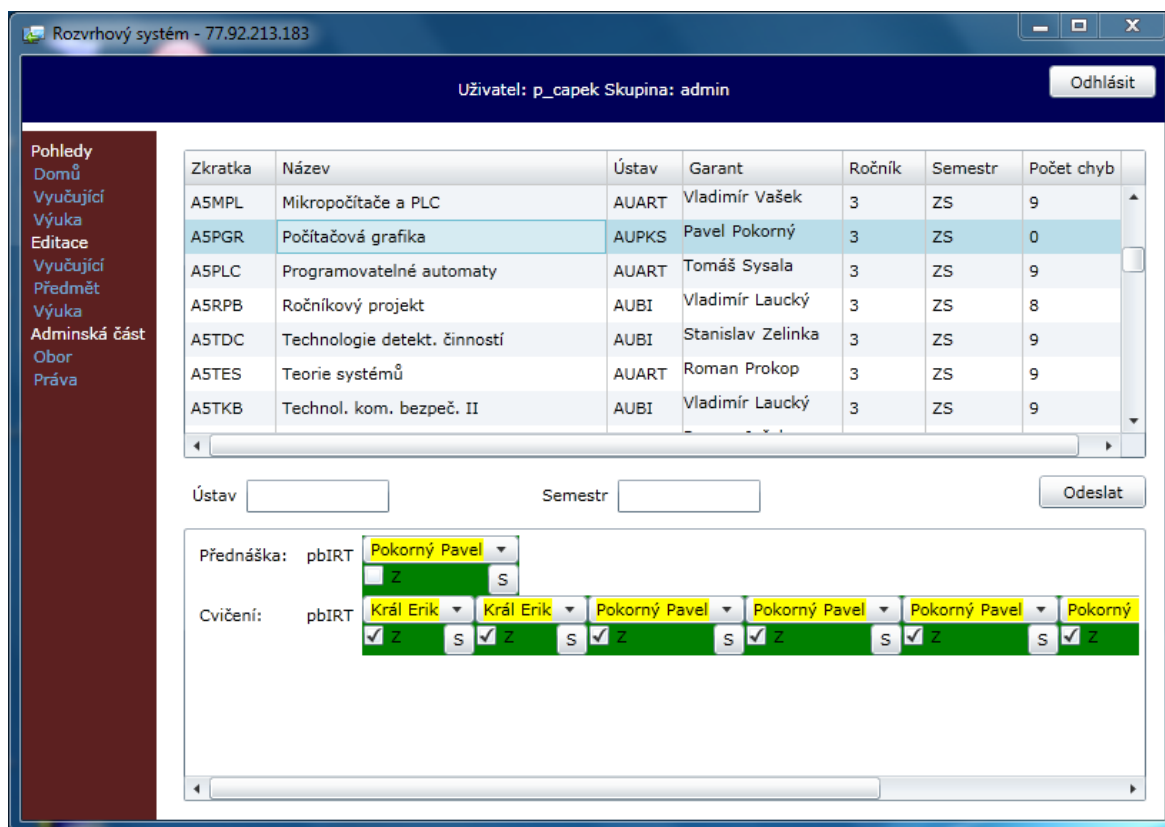 Rozvrhový systém - 77.92.213.183
Uživatel: p_capek Skupina: admin
Odhlásit
Pohledy
Domů
Vyučující
Výuka
Editace
Vyučující
Předmět
Výuka
Adminská část
Obor
Práva
Zkratka Název Ústav Garant Ročník Semestr Počet chyb
A5MPL Mikropočítače a PLC AUART Vladimír Vašek 3 ZS 9
A5PGR Počítačová grafika AUPKS Pavel Pokorný 3 ZS 0
A5PLC Programovatelné automaty AUART Tomáš Sysala 3 ZS 9
A5RPB Ročníkový projekt AUBI Vladimír Laucký 3 ZS 8
A5TDC Technologie detekt. činností AUBI Stanislav Zelinka 3 ZS 9
A5TES Teorie systémů AUART Roman Prokop 3 ZS 9
A5TKB Technol. kom. bezpeč. II AUBI Vladimír Laucký 3 ZS 9
Ústav Semestr Odeslat
Přednáška: pbIRT Pokorný Pavel
Z S
Cvičení: pbIRT Král Erik Král Erik Pokorný Pavel Pokorný Pavel Pokorný Pavel Pokorný
Z S Z S Z S Z S Z S Z